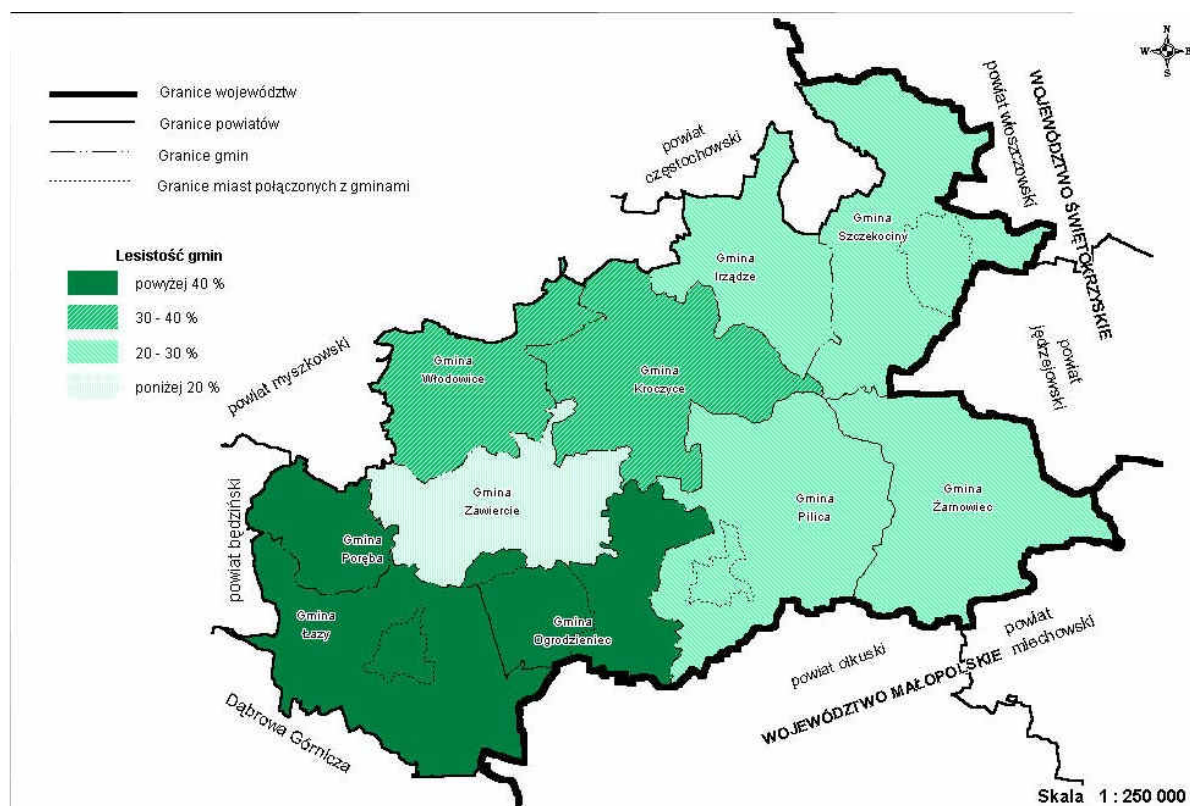 N
W E
S
Granice województw
Granice powiatów
Granice gmin
Granice miast połączonych z gminami
Lesistość gmin
powyżej 40 %
30 - 40 %
20 - 30 %
poniżej 20 %
powiat
częstochowski
powiat włoszczowski
WOJEWÓDZTWO ŚWIĘTOKRZYSKIE
Gmina
Szczekociny
Gmina
Irządze
powiat
jędrzejowski
powiat myszkowski
Gmina
Włodowice
Gmina
Kroczyce
powiat będziński
Gmina
Zawiercie
Gmina
Pilica
Gmina
Żarnowiec
Gmina
Poręba
Gmina
Łazy
Gmina
Ogrodzieniec
powiat olkuski
powiat
miechowski
WOJEWÓDZTWO MAŁOPOLSKIE
Dąbrowa Górnicza
Skala 1 : 250 000